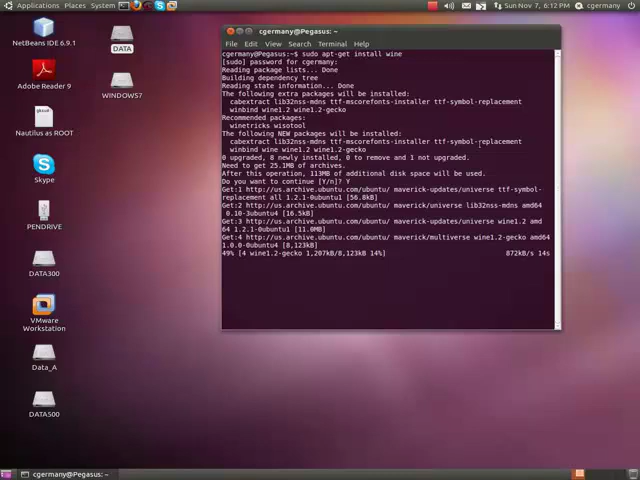 Applications Places System
Sun Nov 7, 6:12 PM cgermany
NetBeans IDE 6.9.1
Adobe Reader 9
Nautilus as ROOT
Skype
PENDRIVE
DATA300
VMware
Workstation
Data_A
DATA500
DATA
WINDOWS7
cgermany@Pegasus: ~
File Edit View Search Terminal Help
cgermany@Pegasus:~$ sudo apt-get install wine
[sudo] password for cgermany:
Reading package lists... Done
Building dependency tree
Reading state information... Done
The following extra packages will be installed:
cabextract lib32nss-mdns ttf-mscorefonts-installer ttf-symbol-replacement
winbind wine1.2 wine1.2-gecko
Recommended packages:
winetricks wisotool
The following NEW packages will be installed:
cabextract lib32nss-mdns ttf-mscorefonts-installer ttf-symbol-replacement
winbind wine wine1.2 wine1.2-gecko
0 upgraded, 8 newly installed, 0 to remove and 1 not upgraded.
Need to get 25.1MB of archives.
After this operation, 113MB of additional disk space will be used.
Do you want to continue [Y/n]? Y
Get:1 http://us.archive.ubuntu.com/ubuntu/ maverick-updates/universe ttf-symbol-
replacement all 1.2.1-0ubuntu1 [56.8kB]
Get:2 http://us.archive.ubuntu.com/ubuntu/ maverick/universe lib32nss-mdns amd64
0.10-3ubuntu2 [16.5kB]
Get:3 http://us.archive.ubuntu.com/ubuntu/ maverick-updates/universe wine1.2 amd
64 1.2.1-0ubuntu1 [11.0MB]
Get:4 http://us.archive.ubuntu.com/ubuntu/ maverick/multiverse wine1.2-gecko amd64
1.0.0-0ubuntu4 [8,123kB]
49% [4 wine1.2-gecko 1,207kB/8,123kB 14%] 872kB/s 14s
cgermany@Pegasus: ~